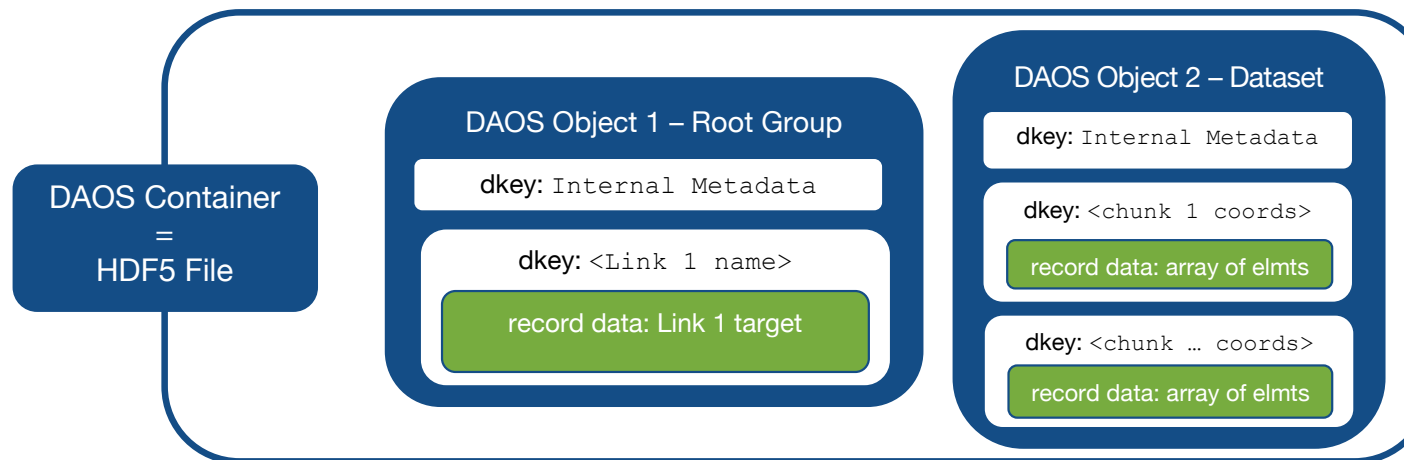 DAOS Container
=
HDF5 File
DAOS Object 1 – Root Group
dkey: Internal Metadata
dkey: <Link 1 name>
record data: Link 1 target
DAOS Object 2 – Dataset
dkey: Internal Metadata
dkey: <chunk 1 coords>
record data: array of elmts
dkey: <chunk … coords>
record data: array of elmts